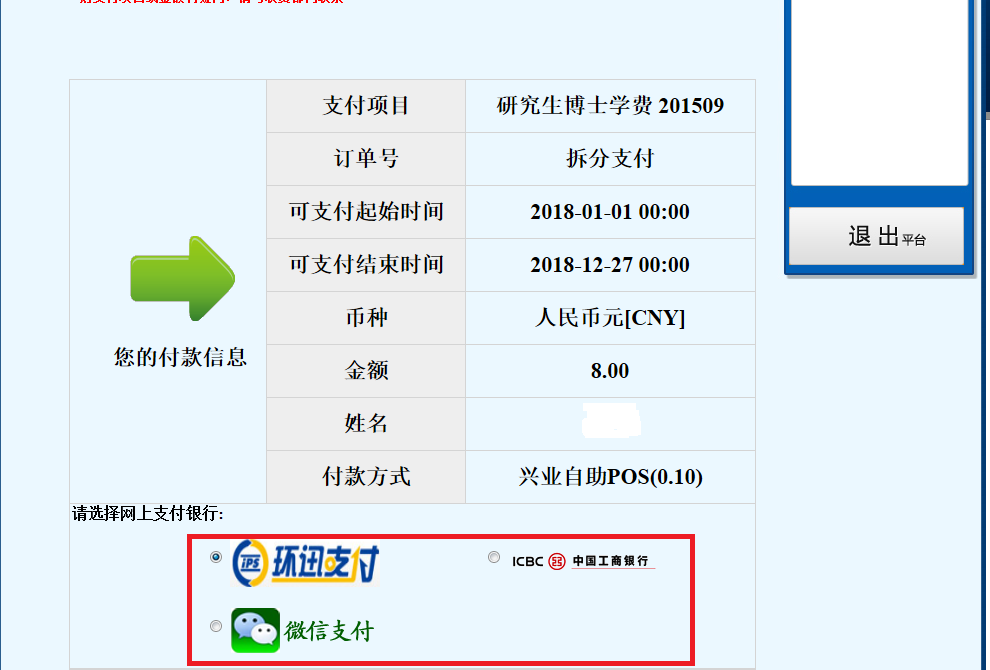 支付项目 研究生博士学费 201509
订单号 拆分支付
可支付起始时间 2018-01-01 00:00
可支付结束时间 2018-12-27 00:00
币种 人民币元[CNY]
金额 8.00
姓名
付款方式 兴业自助POS(0.10)
您的付款信息
请选择网上支付银行:
IPS 环迅支付
ICBC 中国工商银行
微信支付
退 出平台